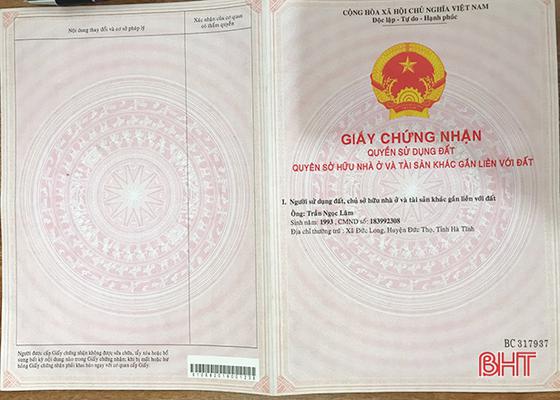 Nội dung thay đổi và cơ sở pháp lý
Xác nhận của cơ quan
có thẩm quyền
Người được cấp Giấy chứng nhận không được sửa chữa, tẩy xóa hoặc bổ
sung bất kỳ nội dung nào trong Giấy chứng nhận; khi bị mất hoặc hư
hỏng Giấy chứng nhận phải khai báo ngay với cơ quan cấp Giấy.
CỘNG HÒA XÃ HỘI CHỦ NGHĨA VIỆT NAM
Độc lập - Tự do - Hạnh phúc
GIẤY CHỨNG NHẬN
QUYỀN SỬ DỤNG ĐẤT
QUYỀN SỞ HỮU NHÀ Ở VÀ TÀI SẢN KHÁC GẮN LIỀN VỚI ĐẤT
I. Người sử dụng đất, chủ sở hữu nhà ở và tài sản khác gắn liền với đất
Ông: Trần Ngọc Lâm
Sinh năm: 1993, CMND số: 183992308
Địa chỉ thường trú : Xã Đức Long, Huyện Đức Thọ, Tỉnh Hà Tĩnh
BC 317937
BHT